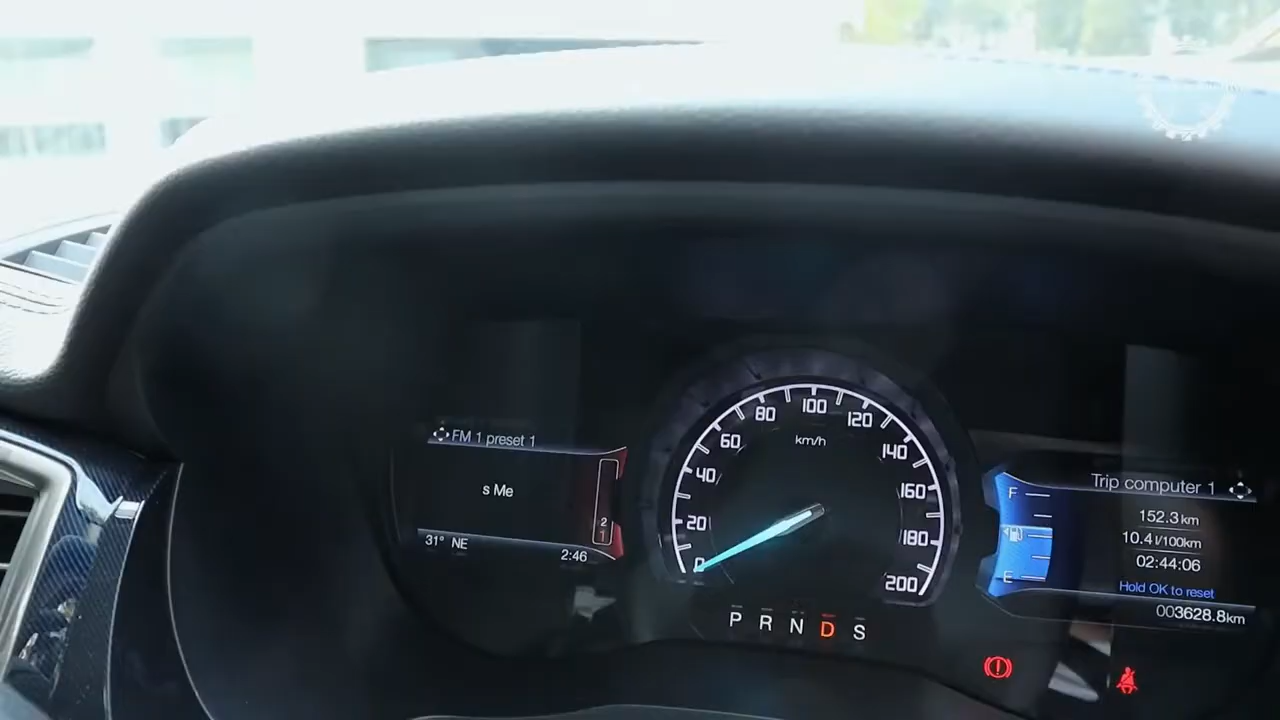 FM 1 preset 1
s Me
2
1
31° NE
2:46
0
20
40
60
80
100
120
140
160
180
200
km/h
P R N D S
F
E
Trip computer 1
152.3 km
10.4 l/100km
02:44:06
Hold OK to reset
003628.8km